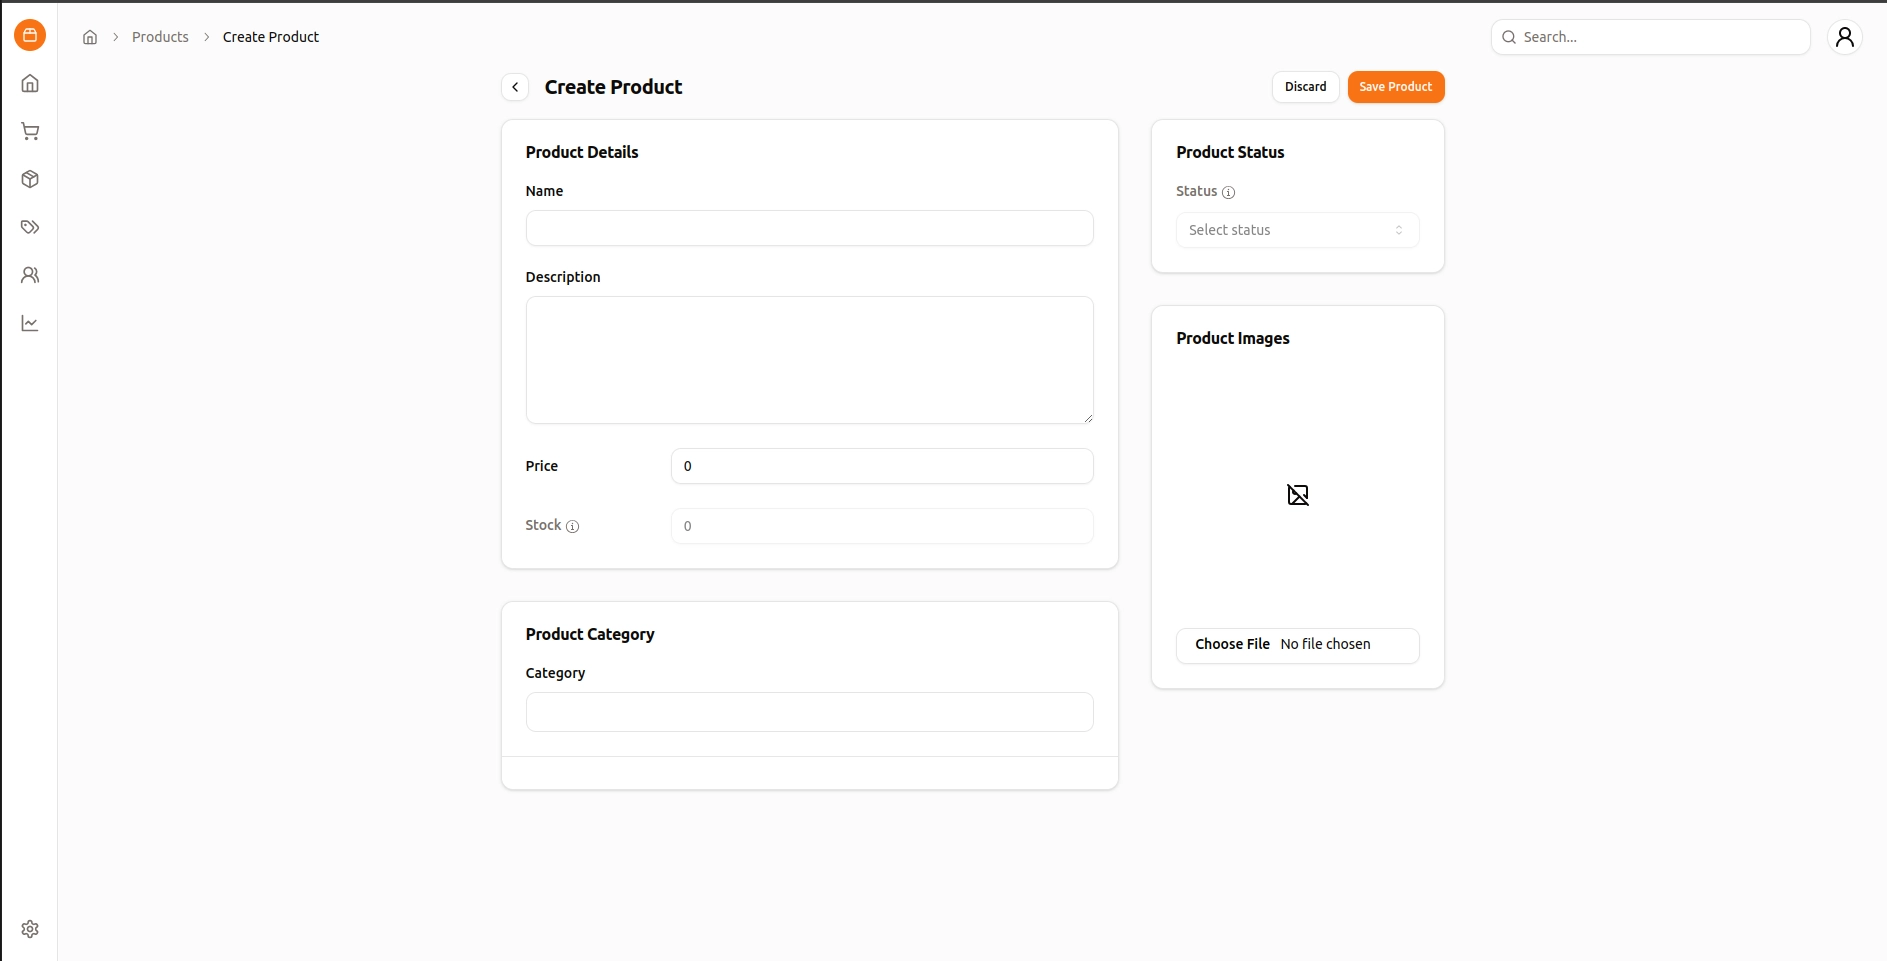 Products
Create Product
Search...
Create Product
Discard
Save Product
Product Details
Name
Description
Price
0
Stock
0
Product Category
Category
Product Status
Status
Select status
Product Images
Choose File No file chosen